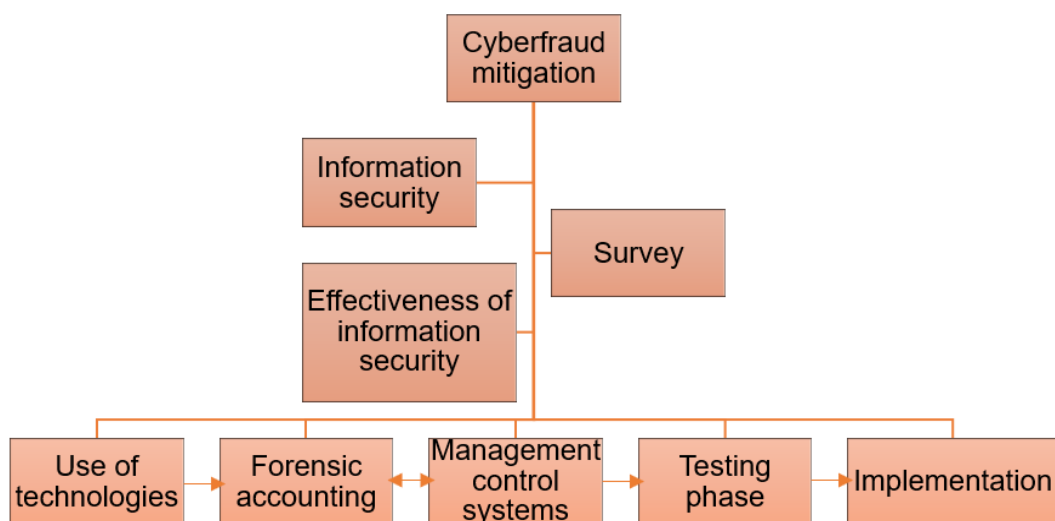 Cyberfraud
mitigation
Information
security
Survey
Effectiveness of
information
security
Use of
technologies
Forensic
accounting
Management
control
systems
Testing
phase
Implementation